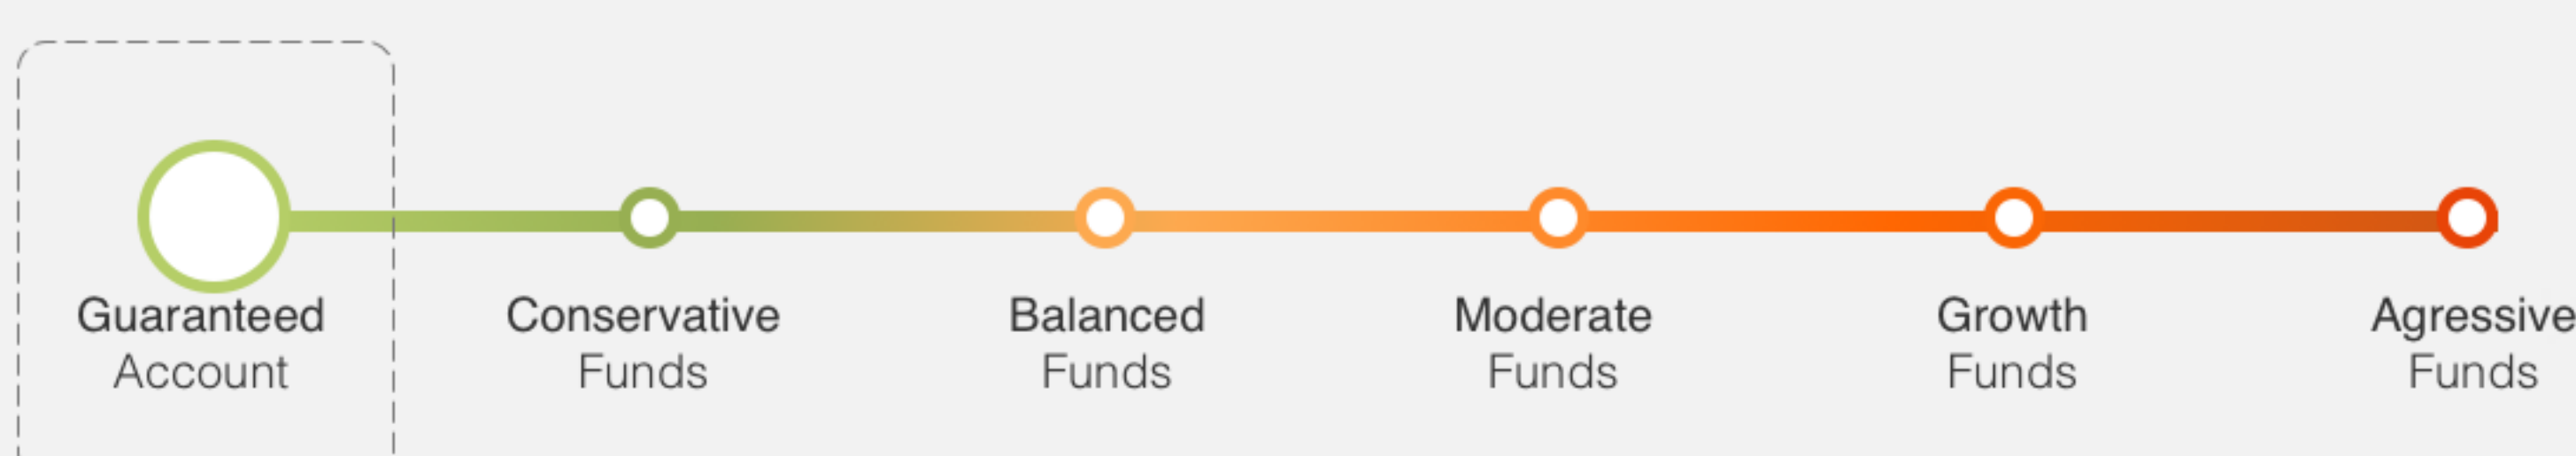 Guaranteed
Account
Conservative
Funds
Balanced
Funds
Moderate
Funds
Growth
Funds
Agressive
Funds